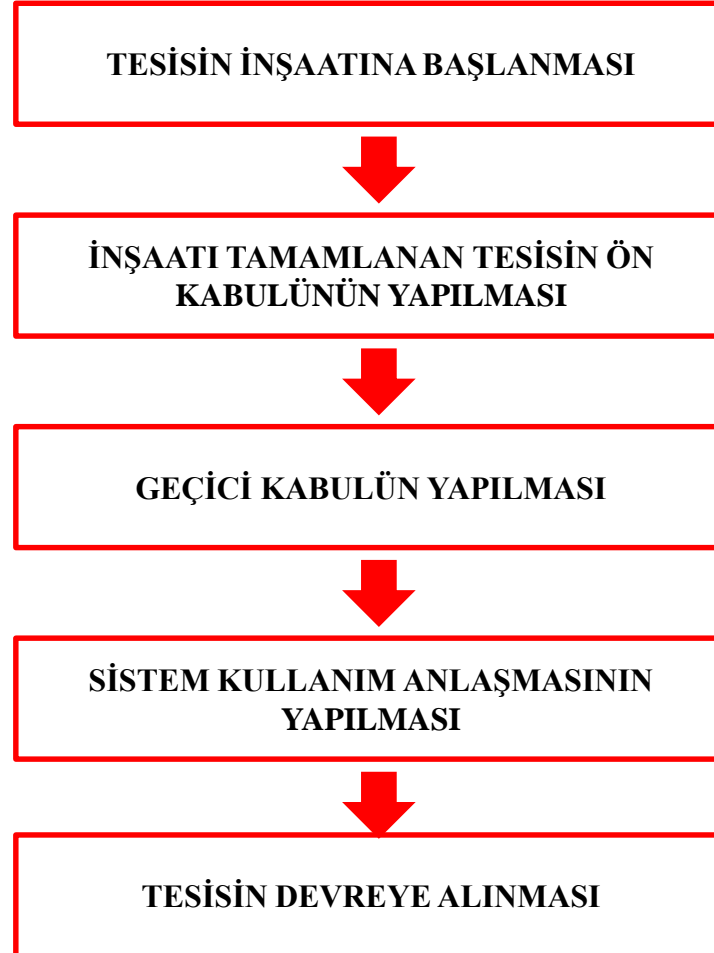 TESİSİN İNŞAATINA BAŞLANMASI
İNŞAATI TAMAMLANAN TESİSİN ÖN
KABULÜNÜN YAPILMASI
GEÇİCİ KABULÜN YAPILMASI
SİSTEM KULLANIM ANLAŞMASININ
YAPILMASI
TESİSİN DEVREYE ALINMASI